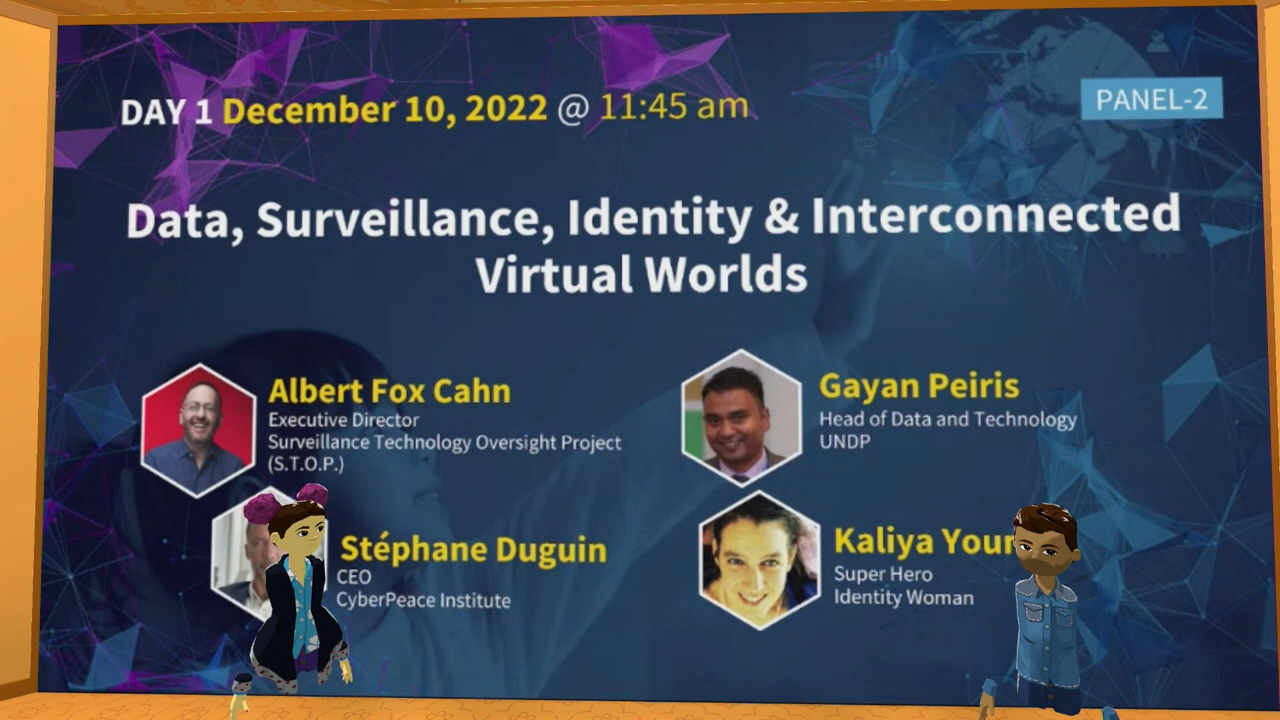 DAY 1 December 10, 2022 @ 11:45 am
PANEL-2
Data, Surveillance, Identity & Interconnected
Virtual Worlds
Albert Fox Cahn
Executive Director
Surveillance Technology Oversight Project
(S.T.O.P.)
Gayan Peiris
Head of Data and Technology
UNDP
Stéphane Duguin
CEO
CyberPeace Institute
Kaliya
Super Hero
Identity Woman